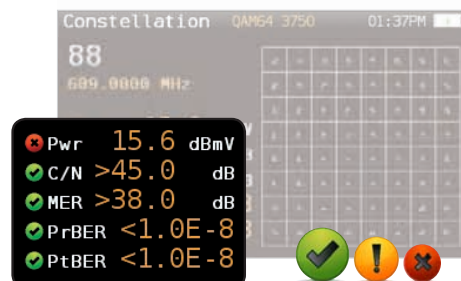 Constellation QAM64 3750 01:37PM
88
609.0000 MHz
Pwr 15.6 dBmV
C/N >45.0 dB
MER >38.0 dB
PrBER <1.0E-8
PtBER <1.0E-8